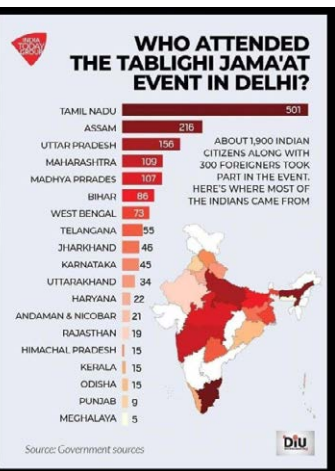 INDIA
TODAY
GROUP
WHO ATTENDED
THE TABLIGHI JAMA'AT
EVENT IN DELHI?
TAMIL NADU 501
ASSAM 216
UTTAR PRADESH 156
MAHARASHTRA 109
MADHYA PRRADES 107
BIHAR 86
WEST BENGAL 73
TELANGANA 55
JHARKHAND 46
KARNATAKA 45
UTTARAKHAND 34
HARYANA 22
ANDAMAN & NICOBAR 21
RAJASTHAN 19
HIMACHAL PRADESH 15
KERALA 15
ODISHA 15
PUNJAB 9
MEGHALAYA 5
ABOUT 1,900 INDIAN
CITIZENS ALONG WITH
300 FOREIGNERS TOOK
PART IN THE EVENT.
HERE'S WHERE MOST OF
THE INDIANS CAME FROM
Source: Government sources
DIU